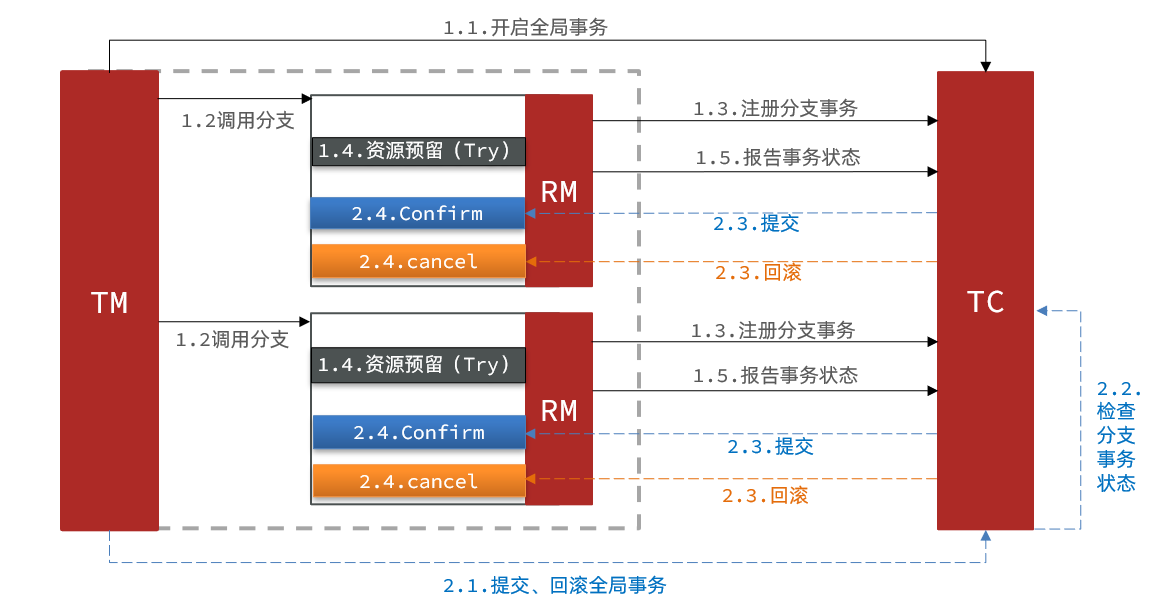 1.1.开启全局事务
1.2调用分支
1.3.注册分支事务
1.4.资源预留（Try）
1.5.报告事务状态
RM
2.4.Confirm
2.3.提交
2.4.cancel
2.3.回滚
TM
TC
1.2调用分支
1.3.注册分支事务
1.4.资源预留（Try）
1.5.报告事务状态
RM
2.4.Confirm
2.3.提交
2.4.cancel
2.3.回滚
2.2.
检查
分支
事务
状态
2.1.提交、回滚全局事务